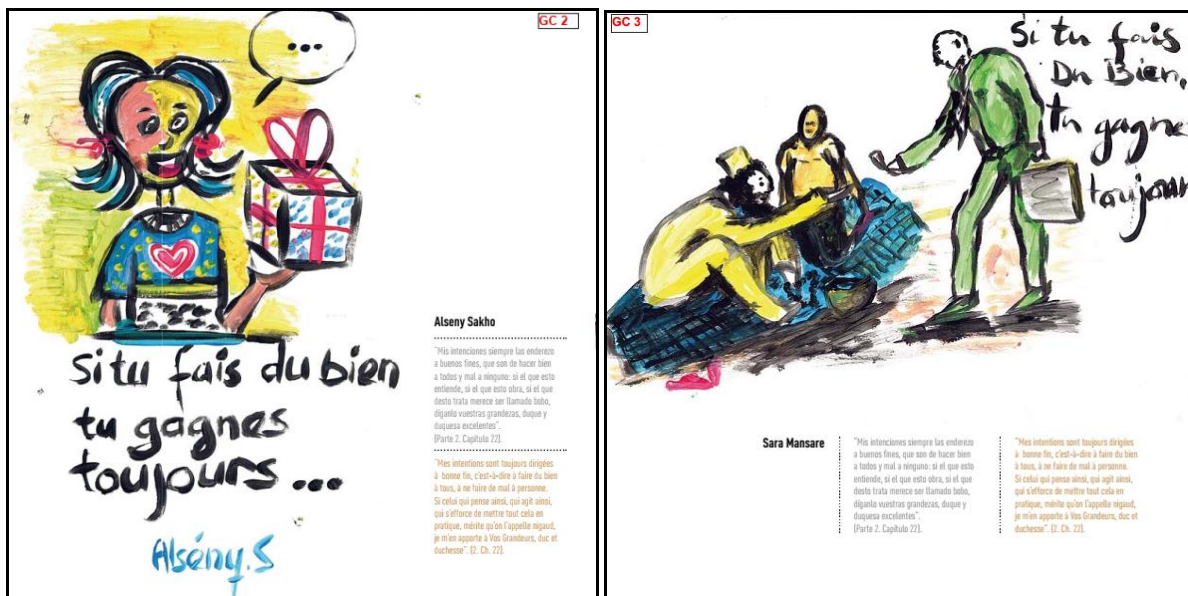 GC 2
...
Si tu fais du bien
tu gagnes
toujours ...
Alsény.S
Alseny Sakho
"Mis intenciones siempre las enderezo
a buenos fines, que son de hacer bien
a todos y mal a ninguno: si el que esto
entiende, si el que esto obra, si el que
desto trata merece ser llamado bobo,
díganlo vuestras grandezas, duque y
duquesa excelentes".
(Parte 2. Capítulo 22).
"Mes intentions sont toujours dirigées
à bonne fin, c'est-à-dire à faire du bien
à tous, à ne faire de mal à personne.
Si celui qui pense ainsi, qui agit ainsi,
qui s'efforce de mettre tout cela en
pratique, mérite qu'on l'appelle nigaud,
je m'en apporte à Vos Grandeurs, duc et
duchesse". (2. Ch. 22).
GC 3
Si tu fais
Du Bien,
tu gagne
toujour
Sara Mansare
"Mis intenciones siempre las enderezo
a buenos fines, que son de hacer bien
a todos y mal a ninguno: si el que esto
entiende, si el que esto obra, si el que
desto trata merece ser llamado bobo,
díganlo vuestras grandezas, duque y
duquesa excelentes".
(Parte 2. Capítulo 22).
"Mes intentions sont toujours dirigées
à bonne fin, c'est-à-dire à faire du bien
à tous, à ne faire de mal à personne.
Si celui qui pense ainsi, qui agit ainsi,
qui s'efforce de mettre tout cela en
pratique, mérite qu'on l'appelle nigaud,
je m'en apporte à Vos Grandeurs, duc et
duchesse". (2. Ch. 22).